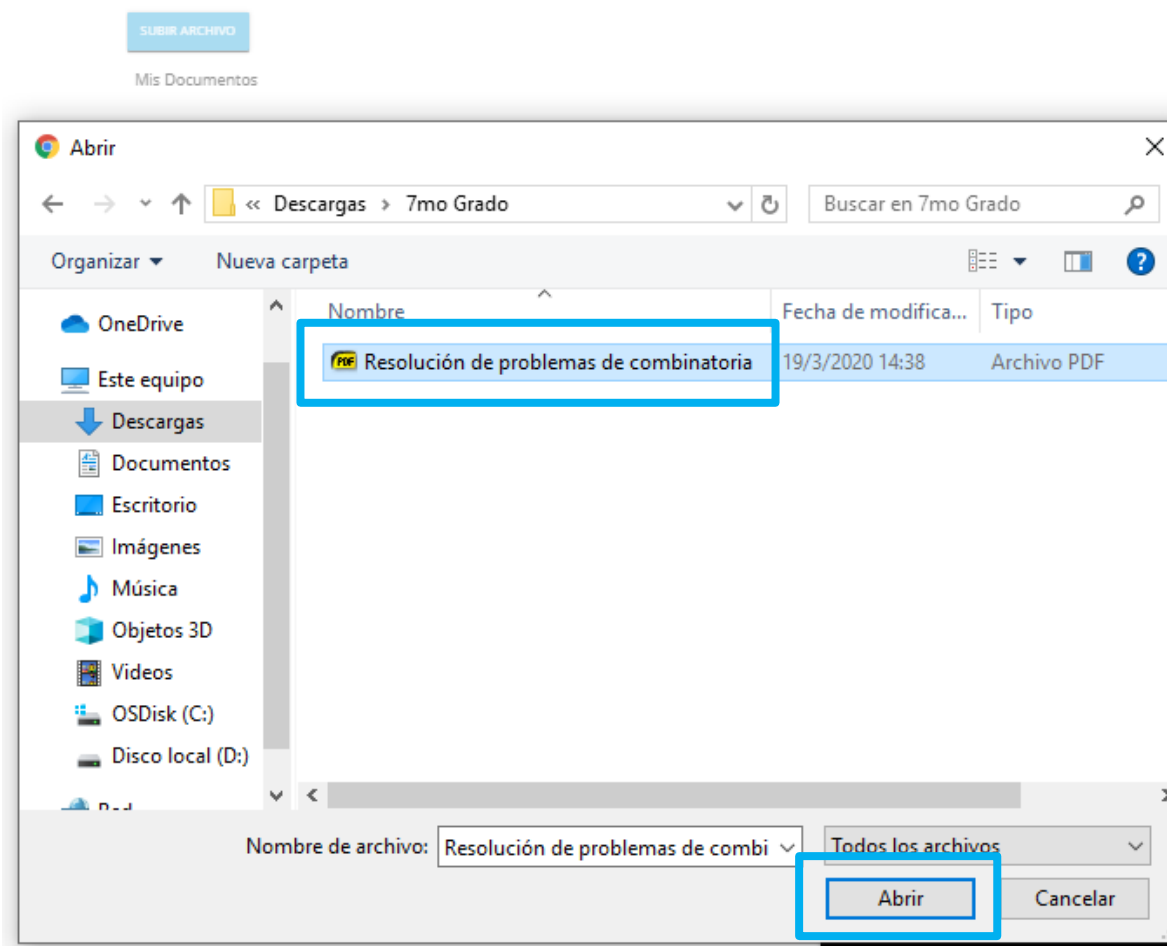 SUBIR ARCHIVO
Mis Documentos
Abrir
« Descargas › 7mo Grado
Buscar en 7mo Grado
Organizar
Nueva carpeta
?
Nombre
Fecha de modifica...
Tipo
OneDrive
PDF Resolución de problemas de combinatoria
19/3/2020 14:38
Archivo PDF
Este equipo
Descargas
Documentos
Escritorio
Imágenes
Música
Objetos 3D
Videos
OSDisk (C:)
Disco local (D:)
Nombre de archivo:
Resolución de problemas de combi
Todos los archivos
Abrir
Cancelar